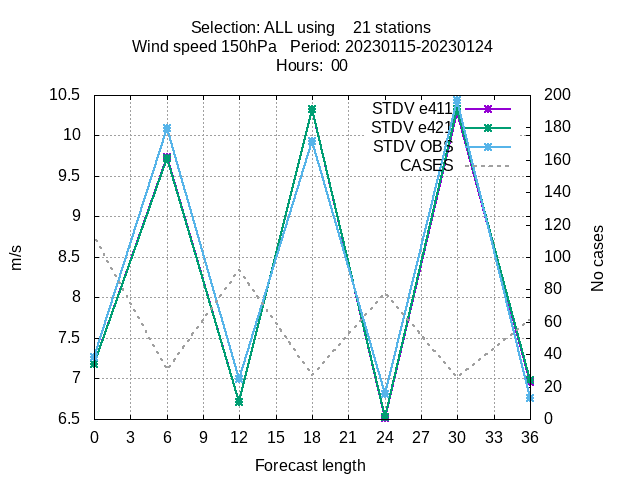 Selection: ALL using    21 stations
Wind speed 150hPa   Period: 20230115-20230124
Hours:  00
10.5
10
9.5
9
8.5
8
7.5
7
6.5
m/s
STDV e411
STDV e421
STDV OBS
CASES
200
180
160
140
120
100
80
60
40
20
0
No cases
0 3 6 9 12 15 18 21 24 27 30 33 36
Forecast length